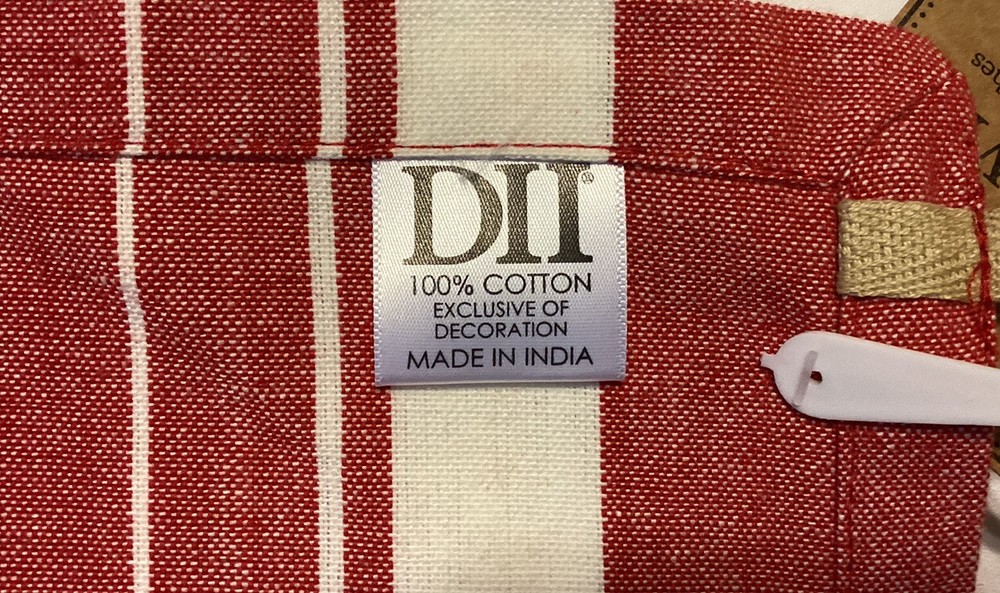 DII®
100% COTTON
EXCLUSIVE OF
DECORATION
MADE IN INDIA